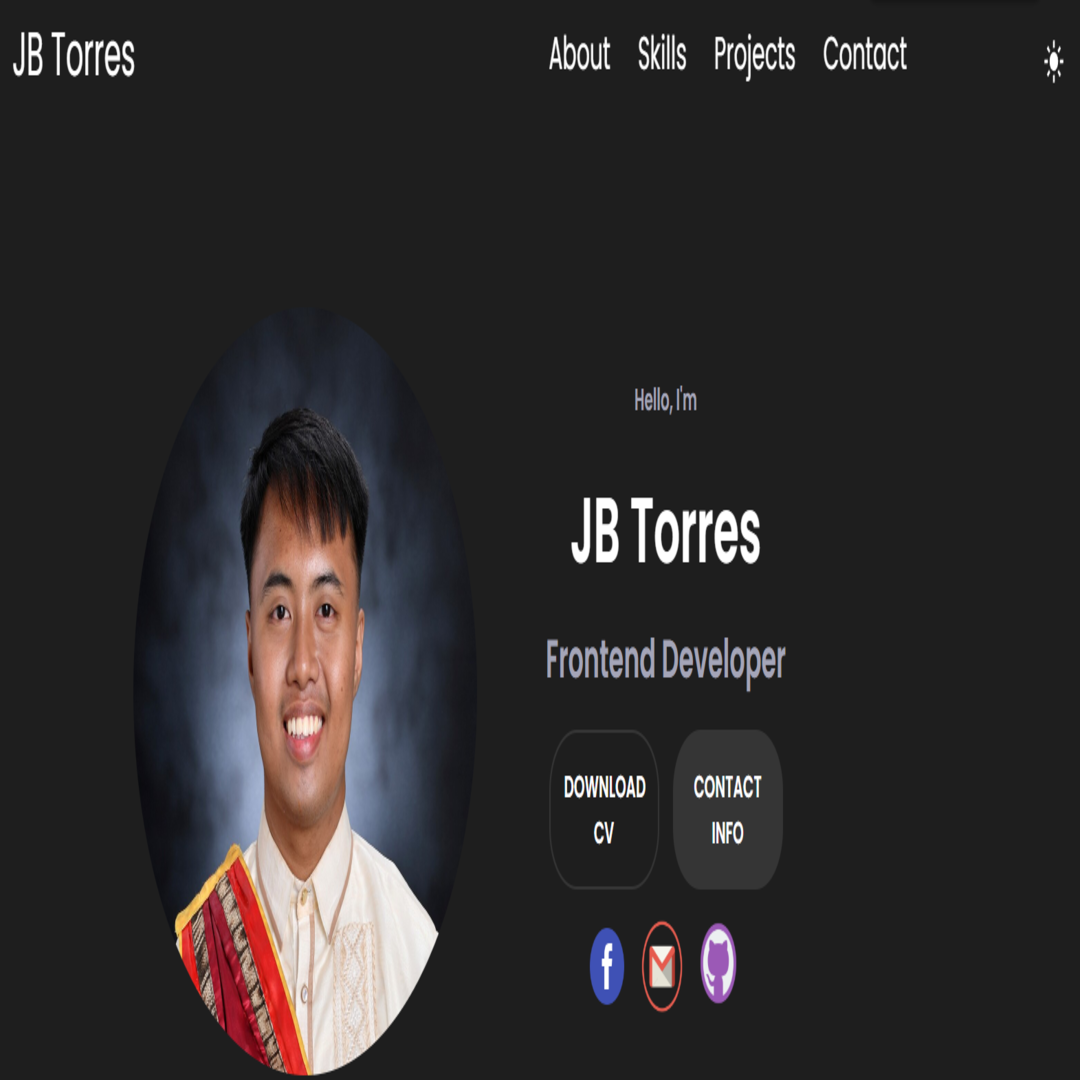 JB Torres
About Skills Projects Contact
Hello, I'm
JB Torres
Frontend Developer
DOWNLOAD
CV
CONTACT
INFO